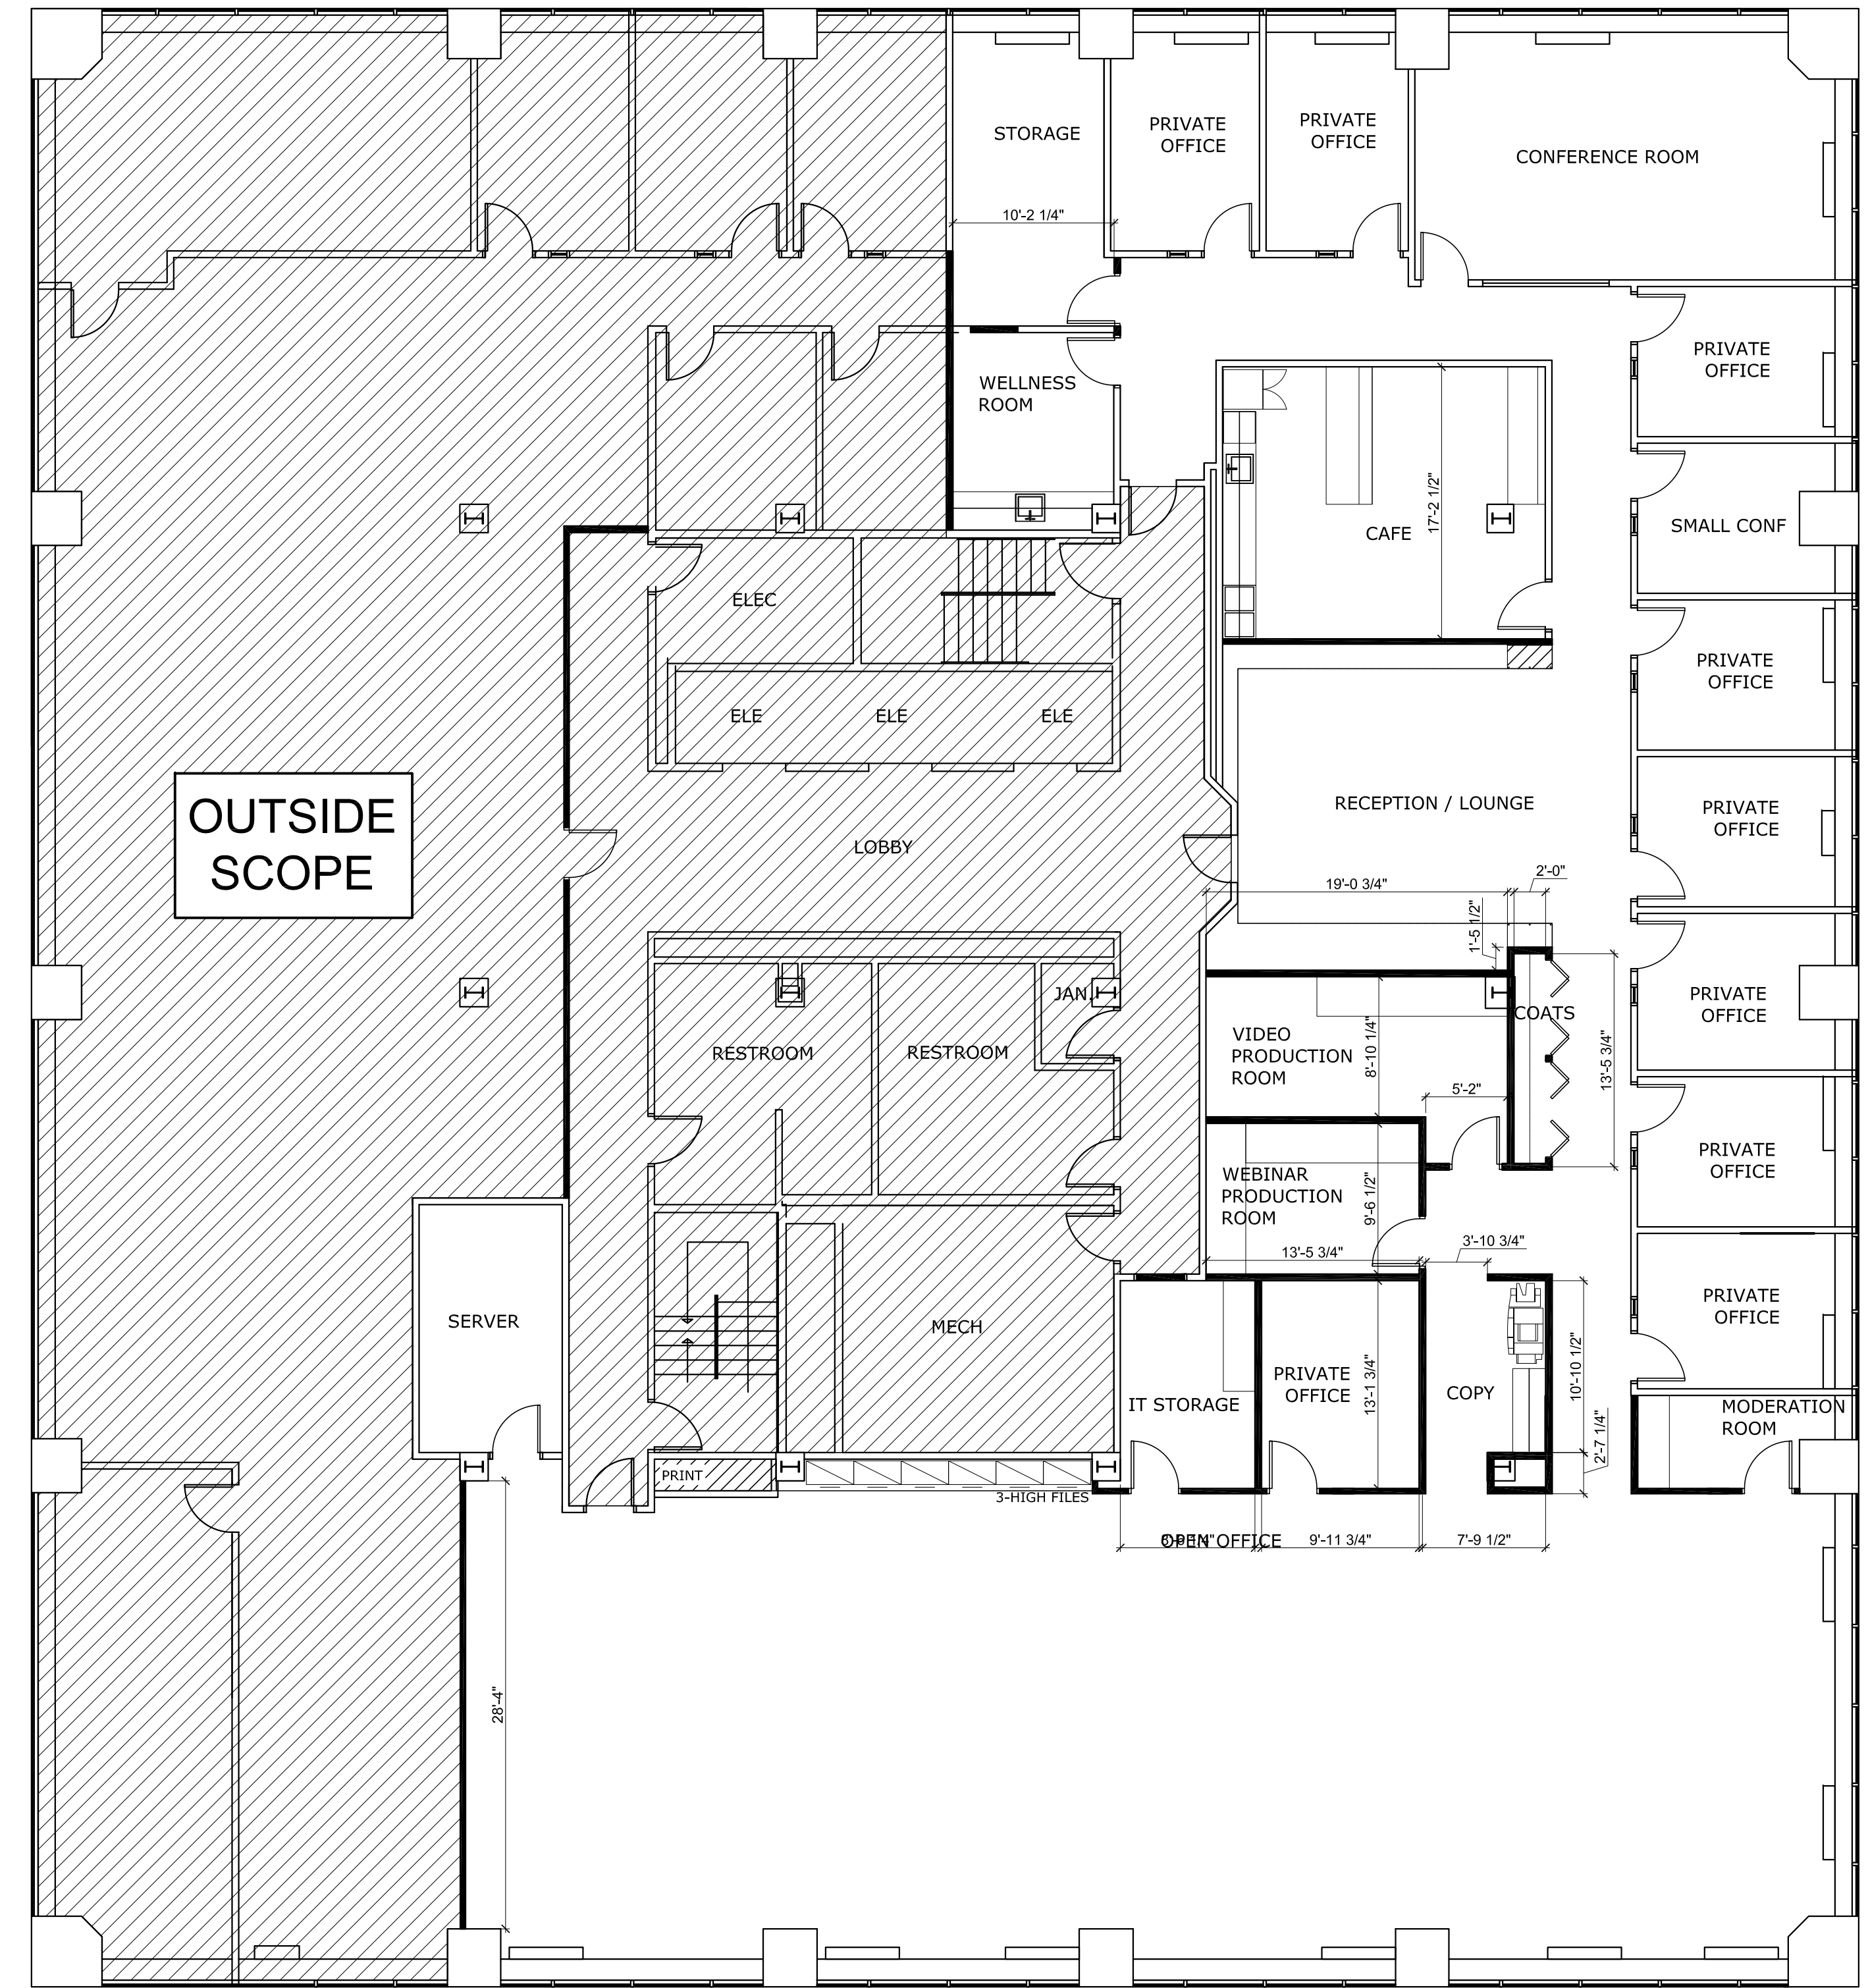 STORAGE
PRIVATE
OFFICE
PRIVATE
OFFICE
CONFERENCE ROOM
10'-2 1/4"
PRIVATE
OFFICE
WELLNESS
ROOM
17'-2 1/2"
CAFE
SMALL CONF
ELEC
PRIVATE
OFFICE
ELE
ELE
ELE
OUTSIDE
SCOPE
RECEPTION / LOUNGE
PRIVATE
OFFICE
LOBBY
19'-0 3/4"
2'-0"
1'-5 1/2"
JAN.
COATS
PRIVATE
OFFICE
VIDEO
PRODUCTION
ROOM
8'-10 1/4"
13'-5 3/4"
RESTROOM
RESTROOM
5'-2"
PRIVATE
OFFICE
WEBINAR
PRODUCTION
ROOM
9'-6 1/2"
13'-5 3/4"
3'-10 3/4"
SERVER
MECH
PRIVATE
OFFICE
IT STORAGE
PRIVATE
OFFICE
13'-1 3/4"
COPY
10'-10 1/2"
2'-7 1/4"
MODERATION
ROOM
PRINT
3-HIGH FILES
OPEN OFFICE
9'-11 3/4"
7'-9 1/2"
28'-4"